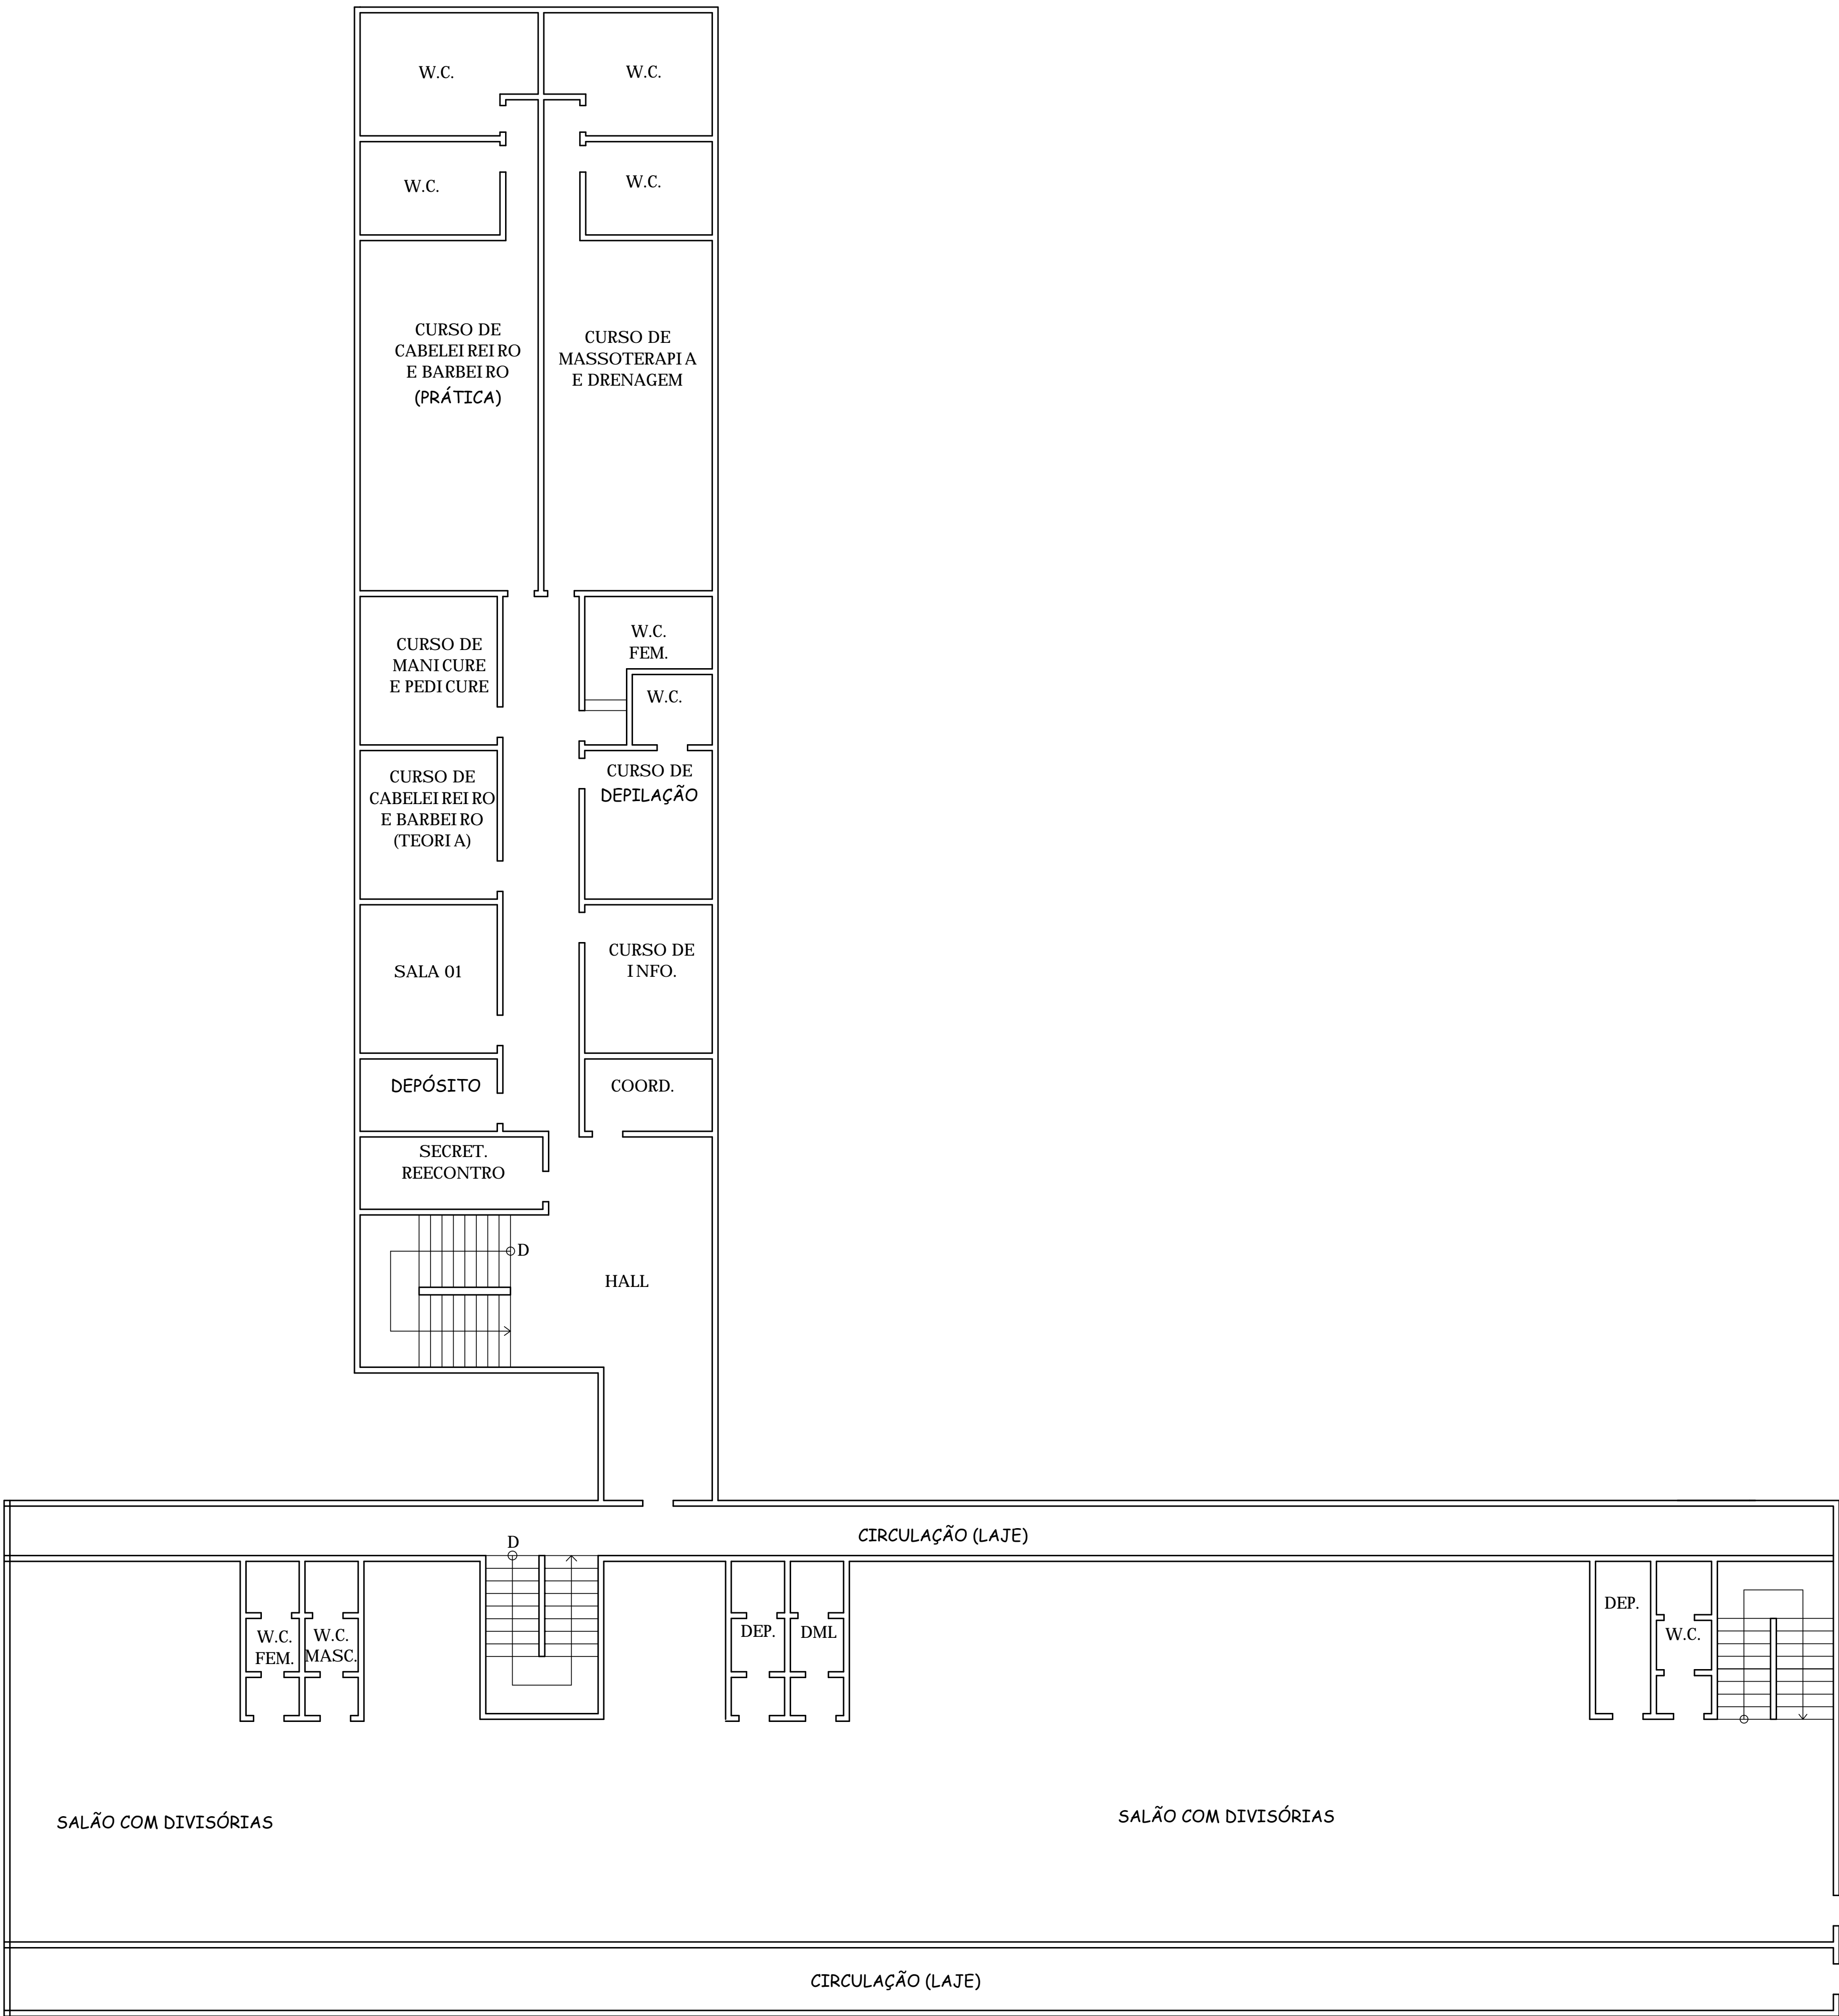 W.C.
W.C.
W.C.
W.C.
CURSO DE
CABELEIREIRO
E BARBEIRO
(PRÁTICA)
CURSO DE
MASSOTERAPIA
E DRENAGEM
CURSO DE
MANICURE
E PEDICURE
W.C.
FEM.
W.C.
CURSO DE
CABELEIREIRO
E BARBEIRO
(TEORIA)
CURSO DE
DEPILAÇÃO
SALA 01
CURSO DE
INFO.
DEPÓSITO
COORD.
SECRET.
REECONTRO
D
HALL
CIRCULAÇÃO (LAJE)
D
W.C.
FEM.
W.C.
MASC.
DEP.
DML
DEP.
W.C.
SALÃO COM DIVISÓRIAS
SALÃO COM DIVISÓRIAS
CIRCULAÇÃO (LAJE)